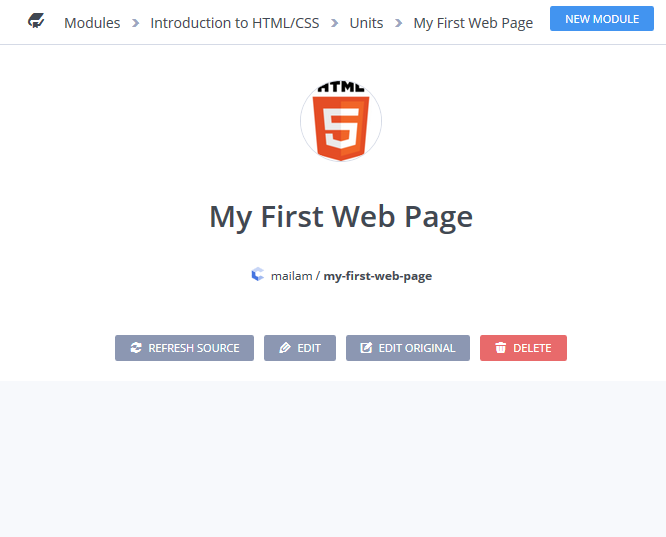 Modules Introduction to HTML/CSS Units My First Web Page NEW MODULE
HTML
5
My First Web Page
mailam / my-first-web-page
REFRESH SOURCE EDIT EDIT ORIGINAL DELETE